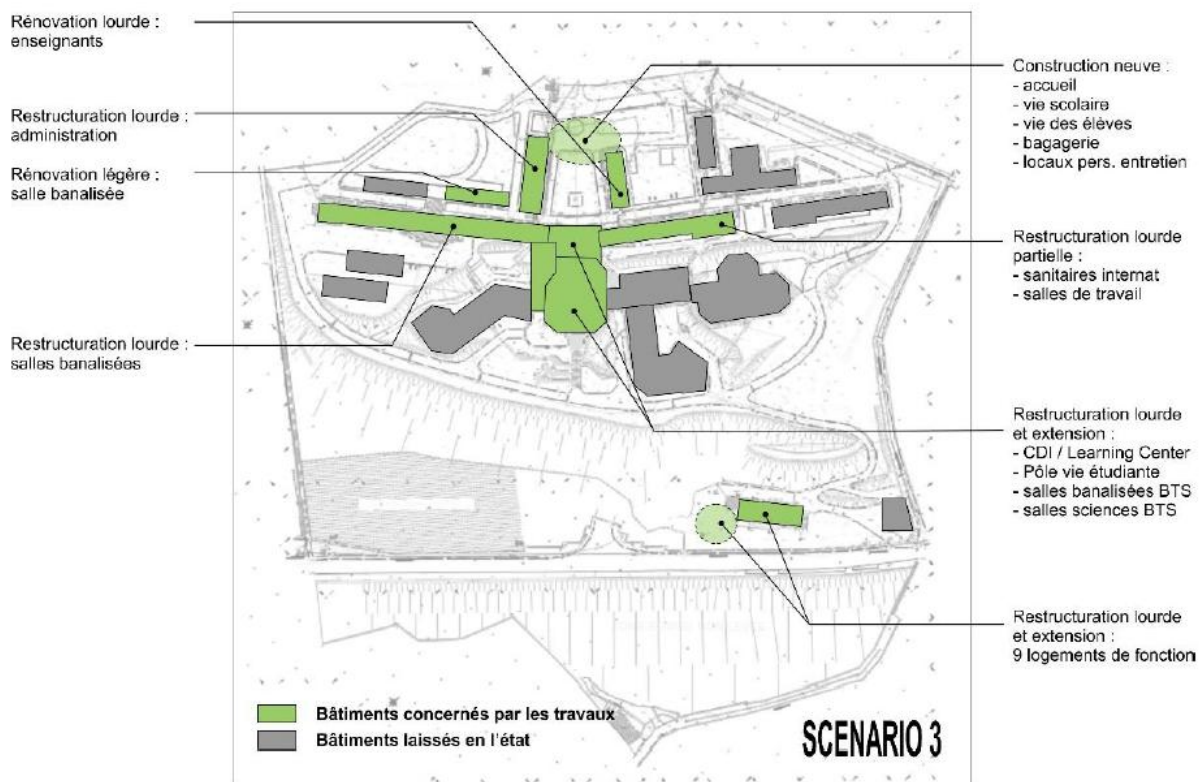 Rénovation lourde :
enseignants
Restructuration lourde :
administration
Rénovation légère :
salle banalisée
Restructuration lourde :
salles banalisées
Construction neuve :
- accueil
- vie scolaire
- vie des élèves
- bagagerie
- locaux pers. entretien
Restructuration lourde
partielle :
- sanitaires internat
- salles de travail
Restructuration lourde
et extension :
- CDI / Learning Center
- Pôle vie étudiante
- salles banalisées BTS
- salles sciences BTS
Restructuration lourde
et extension :
9 logements de fonction
Bâtiments concernés par les travaux
Bâtiments laissés en l'état
SCENARIO 3